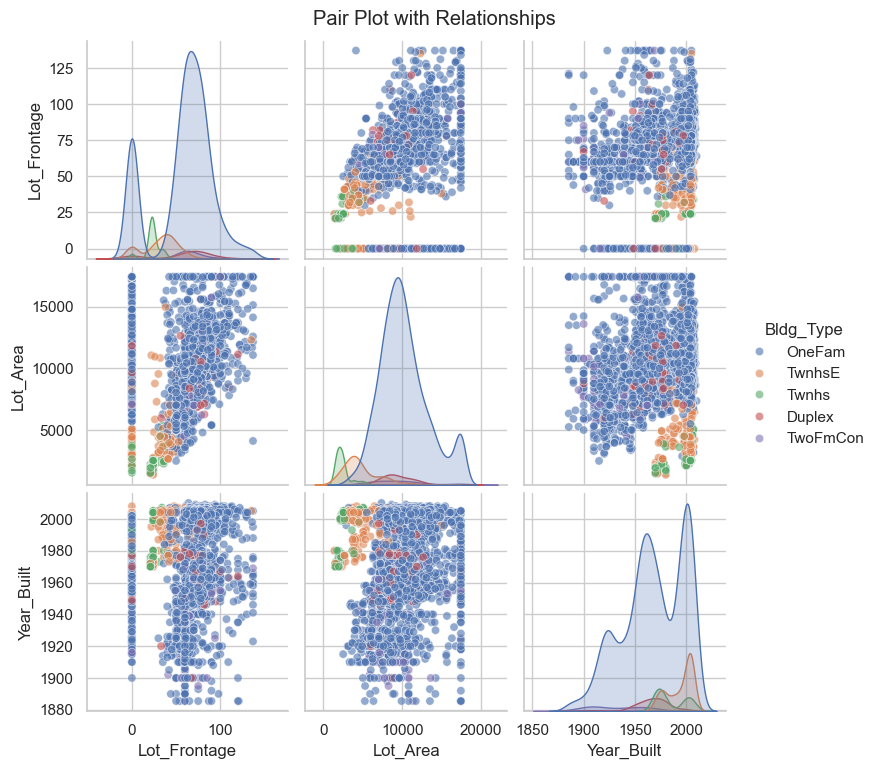 Pair Plot with Relationships
125
100
75
50
25
0
Lot_Frontage
15000
10000
5000
Lot_Area
Bldg_Type
OneFam
TwnhsE
Twnhs
Duplex
TwoFmCon
2000
1980
1960
1940
1920
1900
1880
Year_Built
0 100
0 10000 20000
1850 1900 1950 2000
Lot_Frontage
Lot_Area
Year_Built